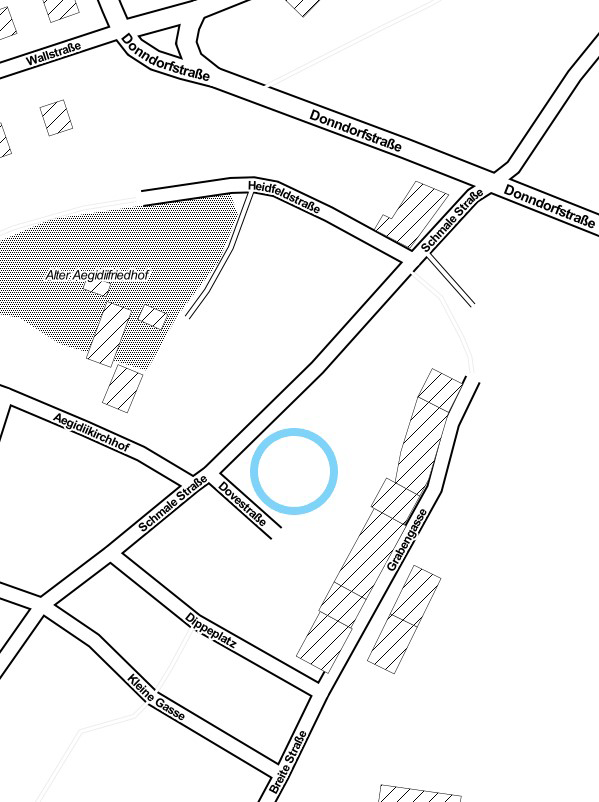 Wallstraße
Donndorfstraße
Donndorfstraße
Heidfeldstraße
Schmale Straße
Donndorfstraße
Alter Aegidiifriedhof
Aegidiikirchhof
Schmale Straße
Dovestraße
Grabengasse
Dippeplatz
Kleine Gasse
Breite Straße